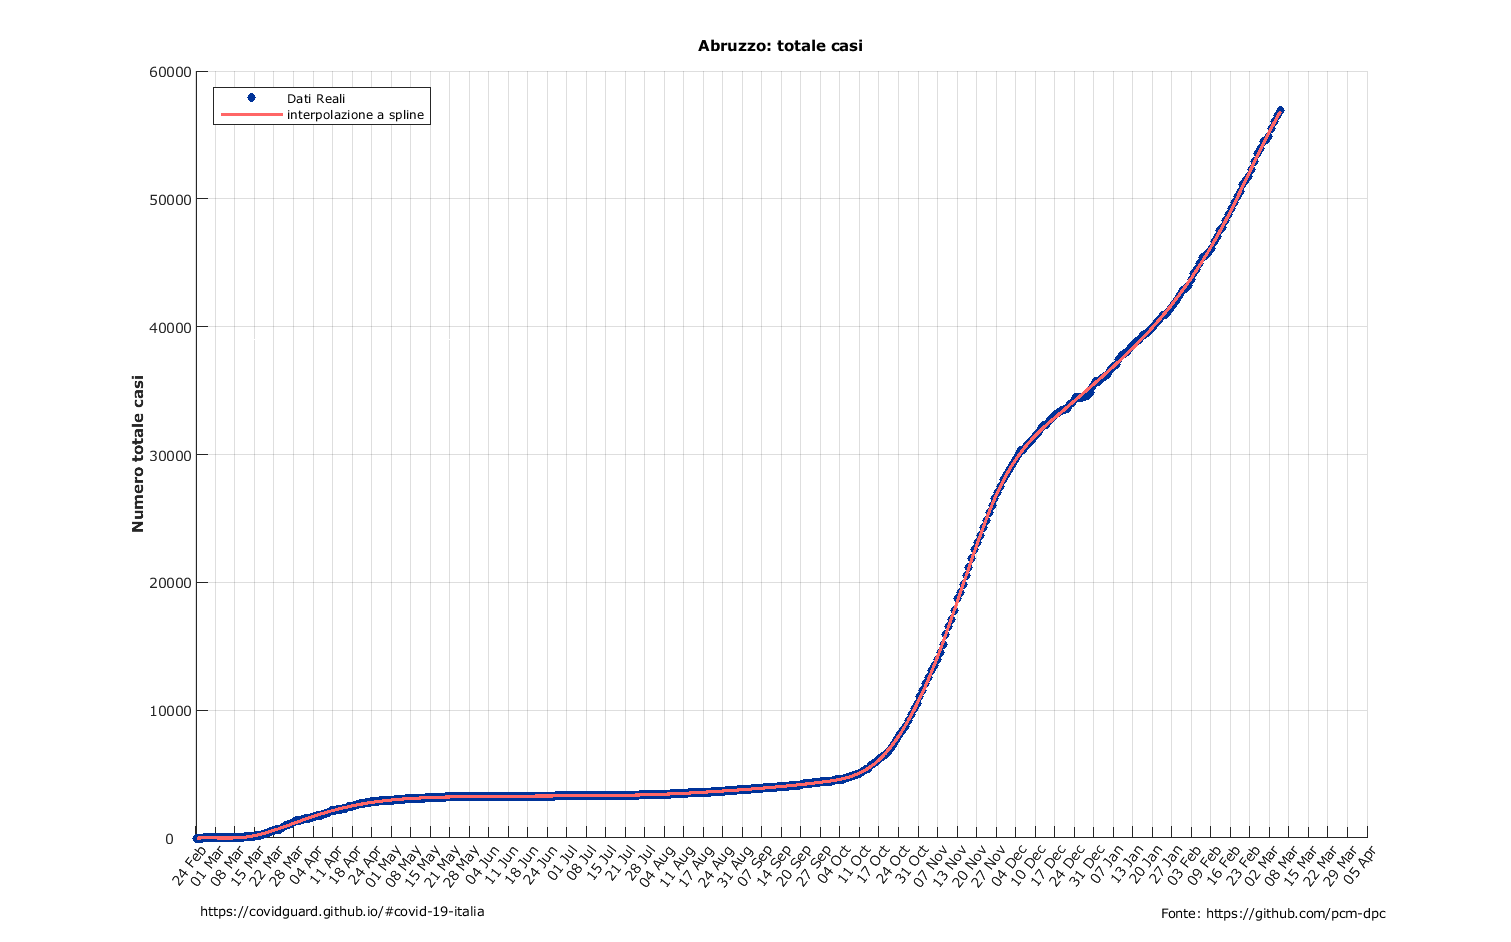 Abruzzo: totale casi
60000
50000
40000
30000
20000
10000
0
Numero totale casi
Dati Reali
interpolazione a spline
24 Feb
01 Mar
08 Mar
15 Mar
22 Mar
28 Mar
04 Apr
11 Apr
18 Apr
24 Apr
01 May
08 May
15 May
21 May
28 May
04 Jun
11 Jun
18 Jun
24 Jun
01 Jul
08 Jul
15 Jul
21 Jul
28 Jul
04 Aug
11 Aug
17 Aug
24 Aug
31 Aug
07 Sep
14 Sep
20 Sep
27 Sep
04 Oct
11 Oct
17 Oct
24 Oct
31 Oct
07 Nov
13 Nov
20 Nov
27 Nov
04 Dec
10 Dec
17 Dec
24 Dec
31 Dec
07 Jan
13 Jan
20 Jan
27 Jan
03 Feb
09 Feb
16 Feb
23 Feb
02 Mar
08 Mar
15 Mar
22 Mar
29 Mar
05 Apr
https://covidguard.github.io/#covid-19-italia
Fonte: https://github.com/pcm-dpc